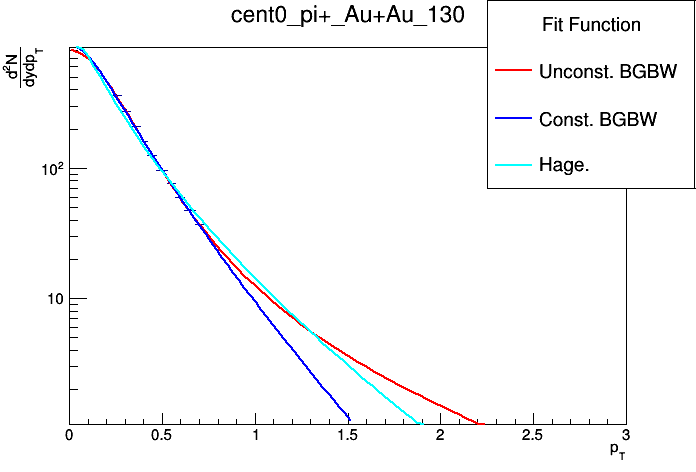 cent0_pi+_Au+Au_130
Fit Function
Unconst. BGBW
Const. BGBW
Hage.
d²N
dydp_T
10²
10
0 0.5 1 1.5 2 2.5 3
p_T